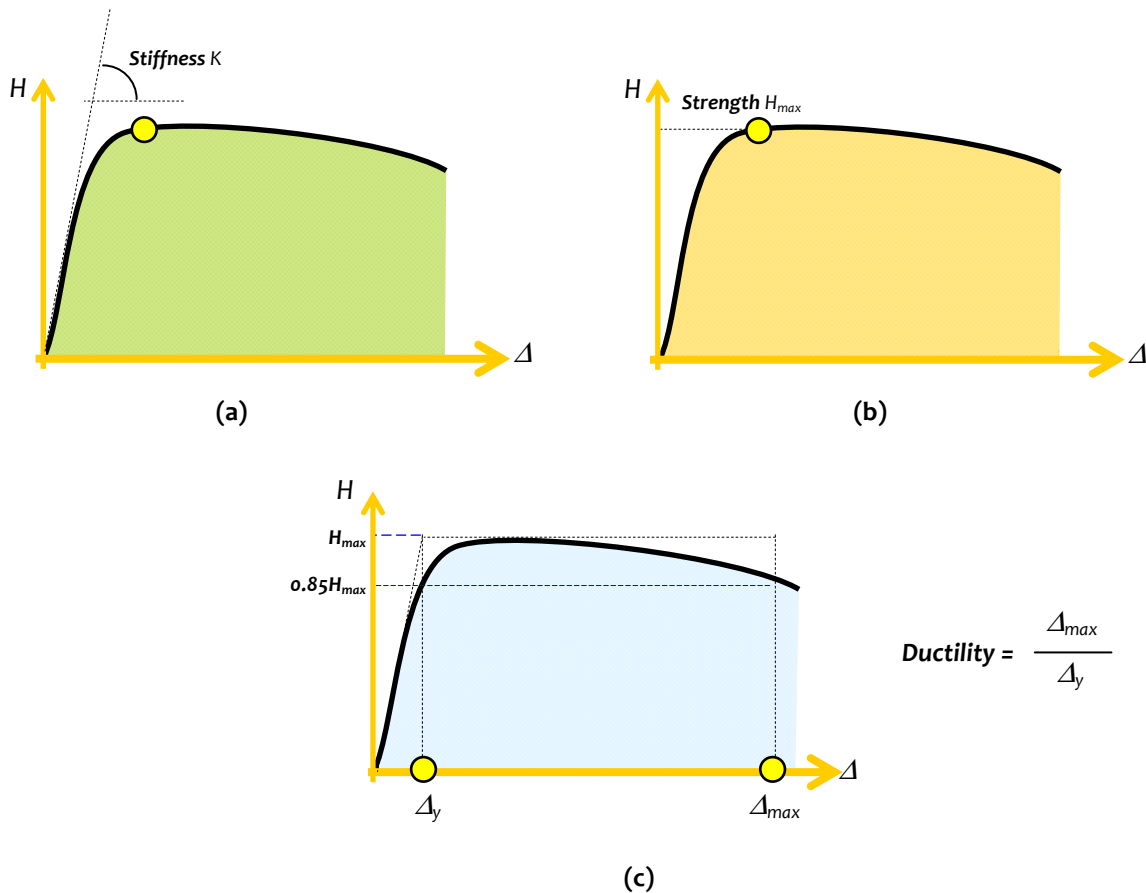 Stiffness K
H
Δ
(a)
H
Strength Hmax
Δ
(b)
H
Hmax
0.85Hmax
Δ
Δy
Δmax
Ductility = Δmax
Δy
(c)